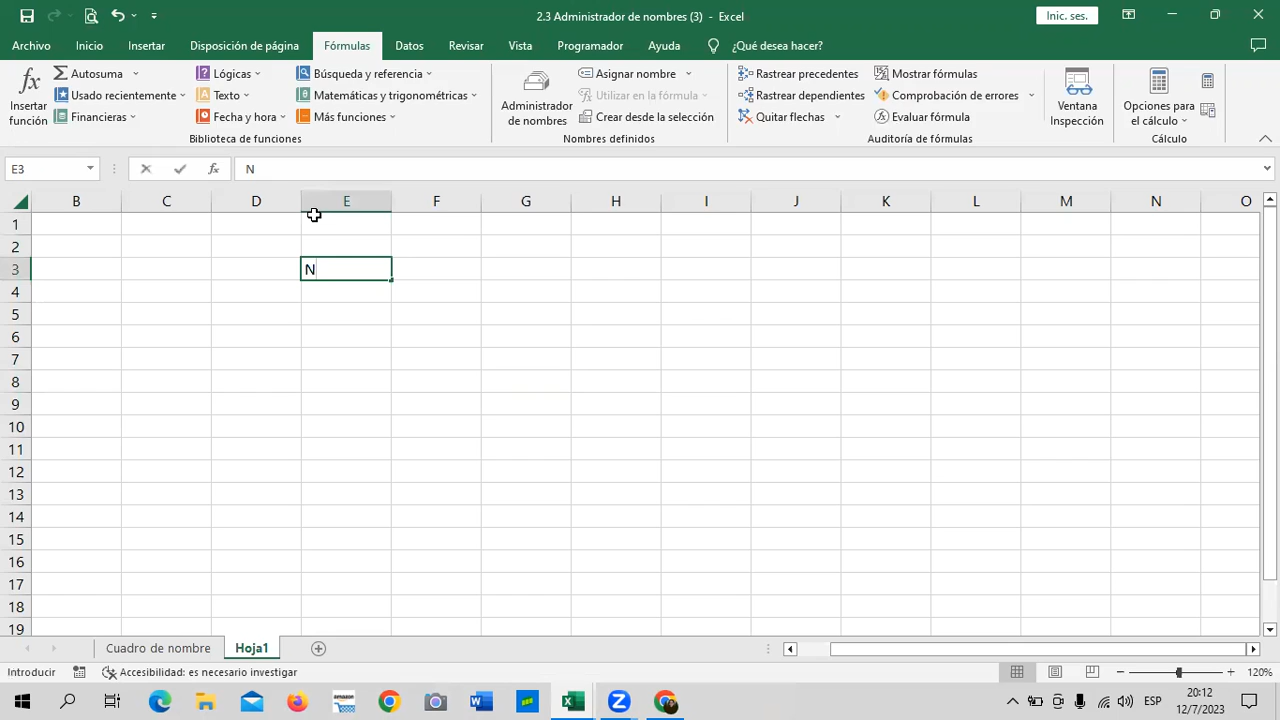 2.3 Administrador de nombres (3) - Excel
Inic. ses.
Archivo Inicio Insertar Disposición de página Fórmulas Datos Revisar Vista Programador Ayuda ¿Qué desea hacer?
Insertar función
Autosuma
Usado recientemente
Financieras
Lógicas
Texto
Fecha y hora
Búsqueda y referencia
Matemáticas y trigonométricas
Más funciones
Biblioteca de funciones
Administrador de nombres
Asignar nombre
Utilizar en la fórmula
Crear desde la selección
Nombres definidos
Rastrear precedentes
Rastrear dependientes
Quitar flechas
Mostrar fórmulas
Comprobación de errores
Evaluar fórmula
Auditoría de fórmulas
Ventana Inspección
Opciones para el cálculo
Cálculo
E3 fx N
B C D E F G H I J K L M N O
1
2
3 N
4
5
6
7
8
9
10
11
12
13
14
15
16
17
18
19
Cuadro de nombre Hoja1
Introducir Accesibilidad: es necesario investigar 120%
ESP 20:12
12/7/2023